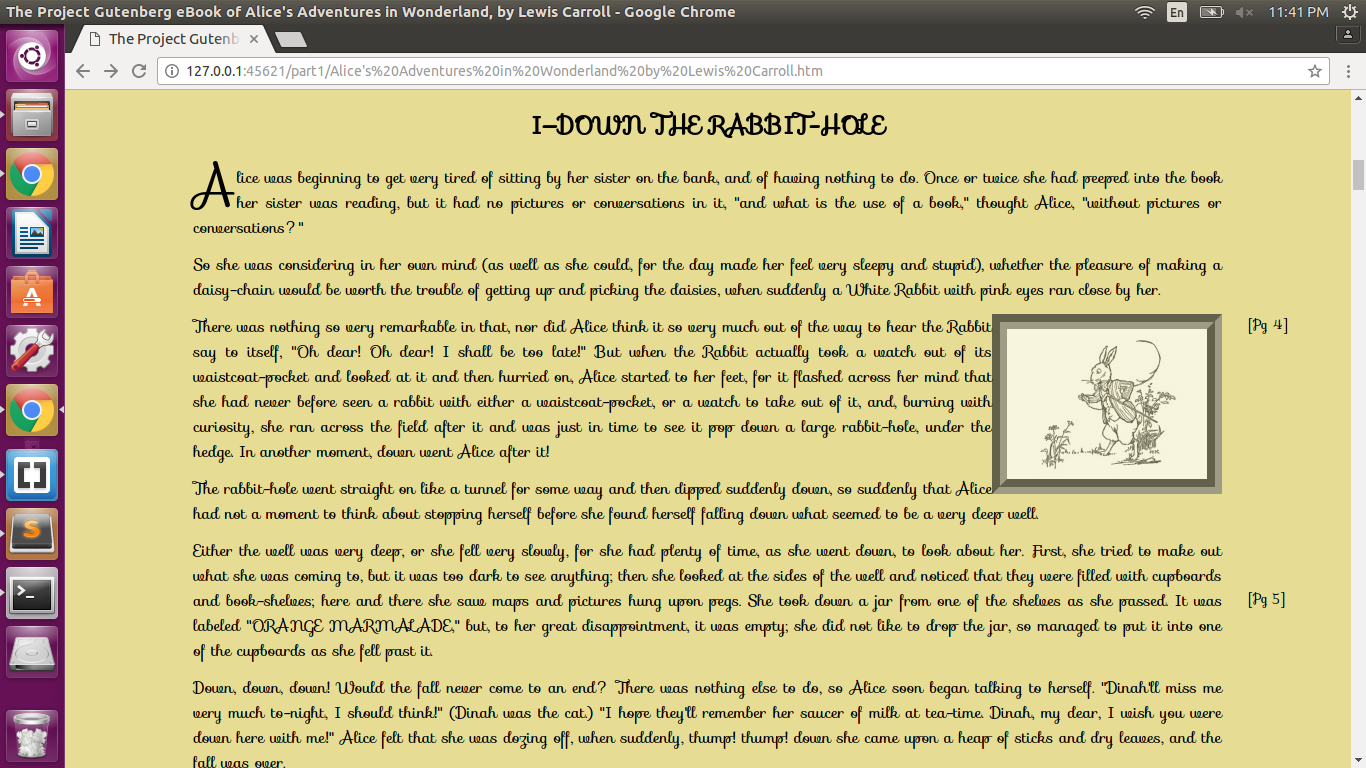 The Project Gutenberg eBook of Alice's Adventures in Wonderland, by Lewis Carroll - Google Chrome
En
11:41 PM
The Project Gutenb
127.0.0.1:45621/part1/Alice's%20Adventures%20in%20Wonderland%20by%20Lewis%20Carroll.htm
I—DOWN THE RABBIT-HOLE
Alice was beginning to get very tired of sitting by her sister on the bank, and of having nothing to do. Once or twice she had peeped into the book
her sister was reading, but it had no pictures or conversations in it, "and what is the use of a book," thought Alice, "without pictures or
conversations?"
So she was considering in her own mind (as well as she could, for the day made her feel very sleepy and stupid), whether the pleasure of making a
daisy-chain would be worth the trouble of getting up and picking the daisies, when suddenly a White Rabbit with pink eyes ran close by her.
There was nothing so very remarkable in that, nor did Alice think it so very much out of the way to hear the Rabbit
[Pg 4]
say to itself, "Oh dear! Oh dear! I shall be too late!" But when the Rabbit actually took a watch out of its
waistcoat-pocket and looked at it and then hurried on, Alice started to her feet, for it flashed across her mind that
she had never before seen a rabbit with either a waistcoat-pocket, or a watch to take out of it, and, burning with
curiosity, she ran across the field after it and was just in time to see it pop down a large rabbit-hole, under the
hedge. In another moment, down went Alice after it!
The rabbit-hole went straight on like a tunnel for some way and then dipped suddenly down, so suddenly that Alice
had not a moment to think about stopping herself before she found herself falling down what seemed to be a very deep well.
Either the well was very deep, or she fell very slowly, for she had plenty of time, as she went down, to look about her. First, she tried to make out
what she was coming to, but it was too dark to see anything; then she looked at the sides of the well and noticed that they were filled with cupboards
and book-shelves; here and there she saw maps and pictures hung upon pegs. She took down a jar from one of the shelves as she passed. It was
[Pg 5]
labeled "ORANGE MARMALADE," but, to her great disappointment, it was empty; she did not like to drop the jar, so managed to put it into one
of the cupboards as she fell past it.
Down, down, down! Would the fall never come to an end? There was nothing else to do, so Alice soon began talking to herself. "Dinah'll miss me
very much to-night, I should think!" (Dinah was the cat.) "I hope they'll remember her saucer of milk at tea-time. Dinah, my dear, I wish you were
down here with me!" Alice felt that she was dozing off, when suddenly, thump! thump! down she came upon a heap of sticks and dry leaves, and the
fall was over.